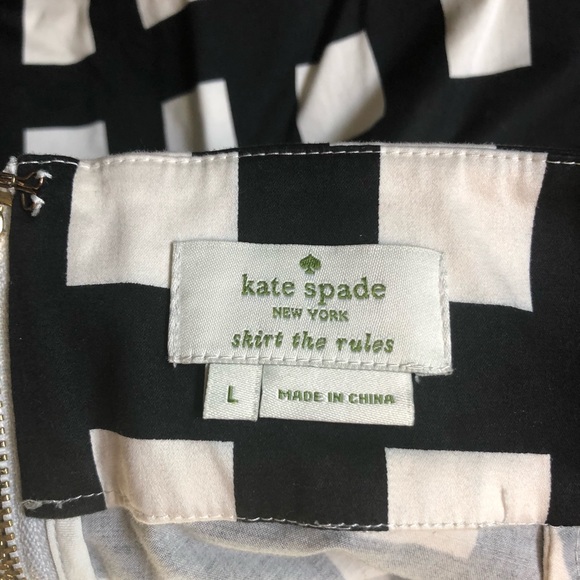 kate spade
NEW YORK
skirt the rules
L
MADE IN CHINA